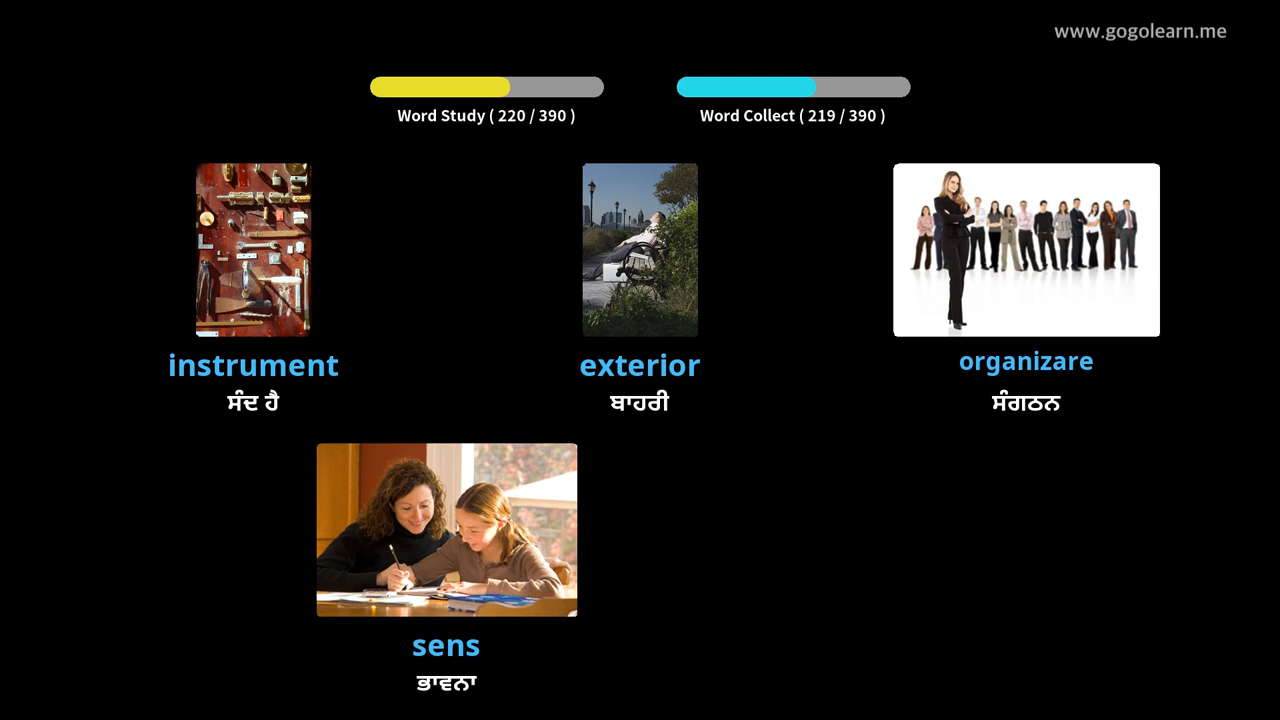 www.gogolearn.me
Word Study ( 220 / 390 )
Word Collect ( 219 / 390 )
instrument
ਸੰਦ ਹੈ
exterior
ਬਾਹਰੀ
organizare
ਸੰਗਠਨ
sens
ਭਾਵਨਾ